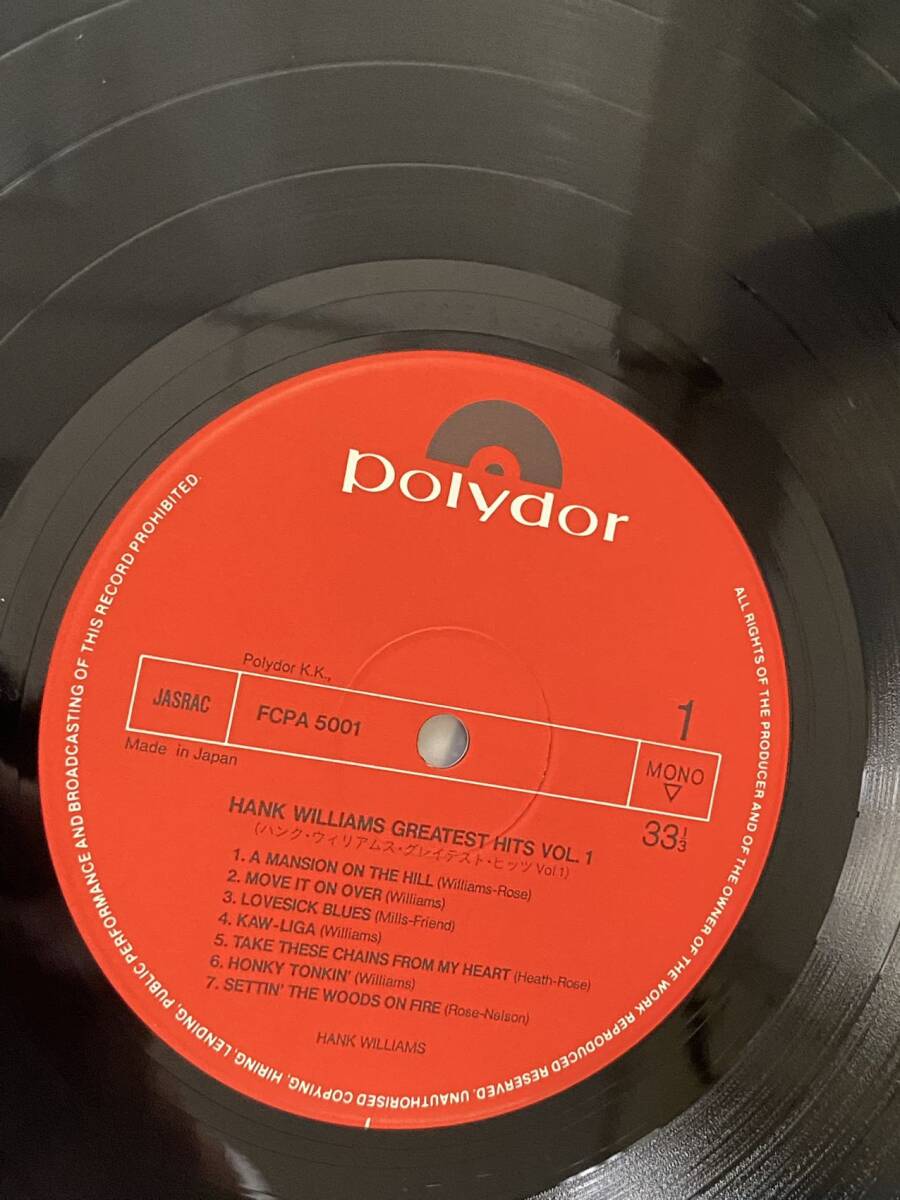 polydor
Polydor K.K.,
JASRAC
FCPA 5001
1
MONO
Made in Japan
33 1/3
HANK WILLIAMS GREATEST HITS VOL. 1
(ハンク・ウィリアムス・グレイテスト・ヒッツ Vol.1)
1. A MANSION ON THE HILL (Williams-Rose)
2. MOVE IT ON OVER (Williams)
3. LOVESICK BLUES (Mills-Friend)
4. KAW-LIGA (Williams)
5. TAKE THESE CHAINS FROM MY HEART (Heath-Rose)
6. HONKY TONKIN' (Williams)
7. SETTIN' THE WOODS ON FIRE (Rose-Nelson)
HANK WILLIAMS
ALL RIGHTS OF THE PRODUCER AND OF THE OWNER OF THE WORK REPRODUCED RESERVED. UNAUTHORISED COPYING, HIRING, LENDING, PUBLIC PERFORMANCE AND BROADCASTING OF THIS RECORD PROHIBITED.